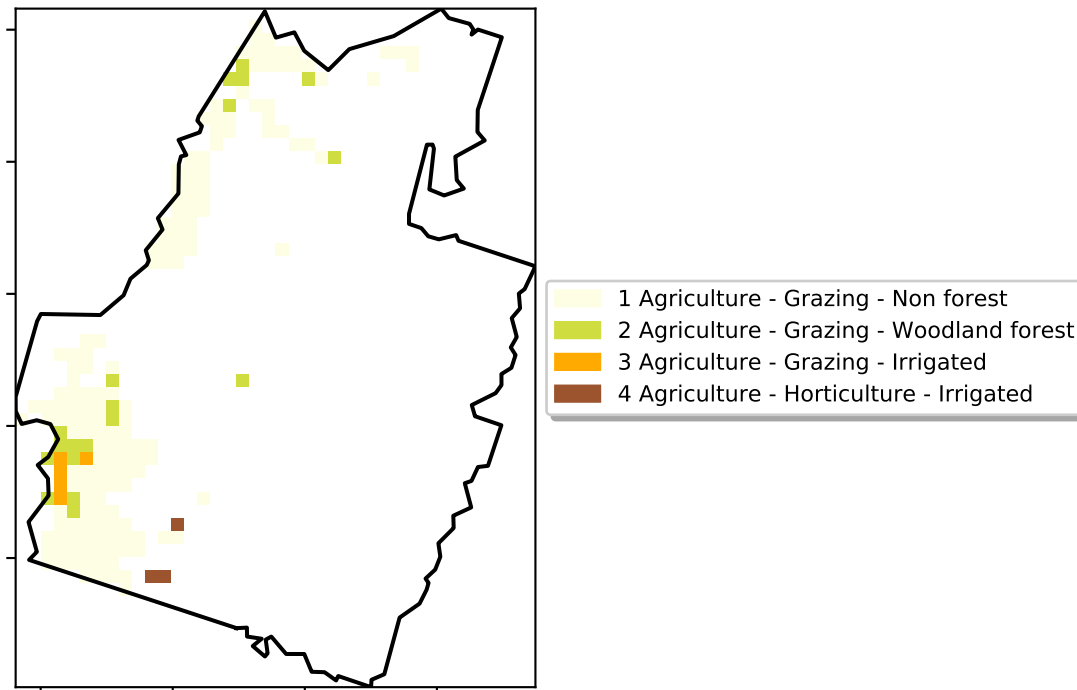 1 Agriculture - Grazing - Non forest
2 Agriculture - Grazing - Woodland forest
3 Agriculture - Grazing - Irrigated
4 Agriculture - Horticulture - Irrigated